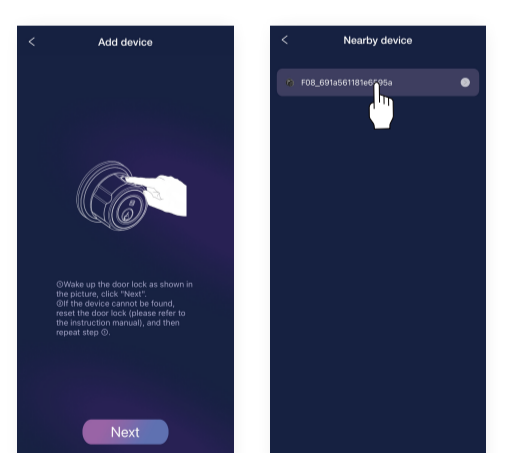 Add device
①Wake up the door lock as shown in
the picture, click "Next".
②If the device cannot be found,
reset the door lock (please refer to
the instruction manual), and then
repeat step ①.
Next
Nearby device